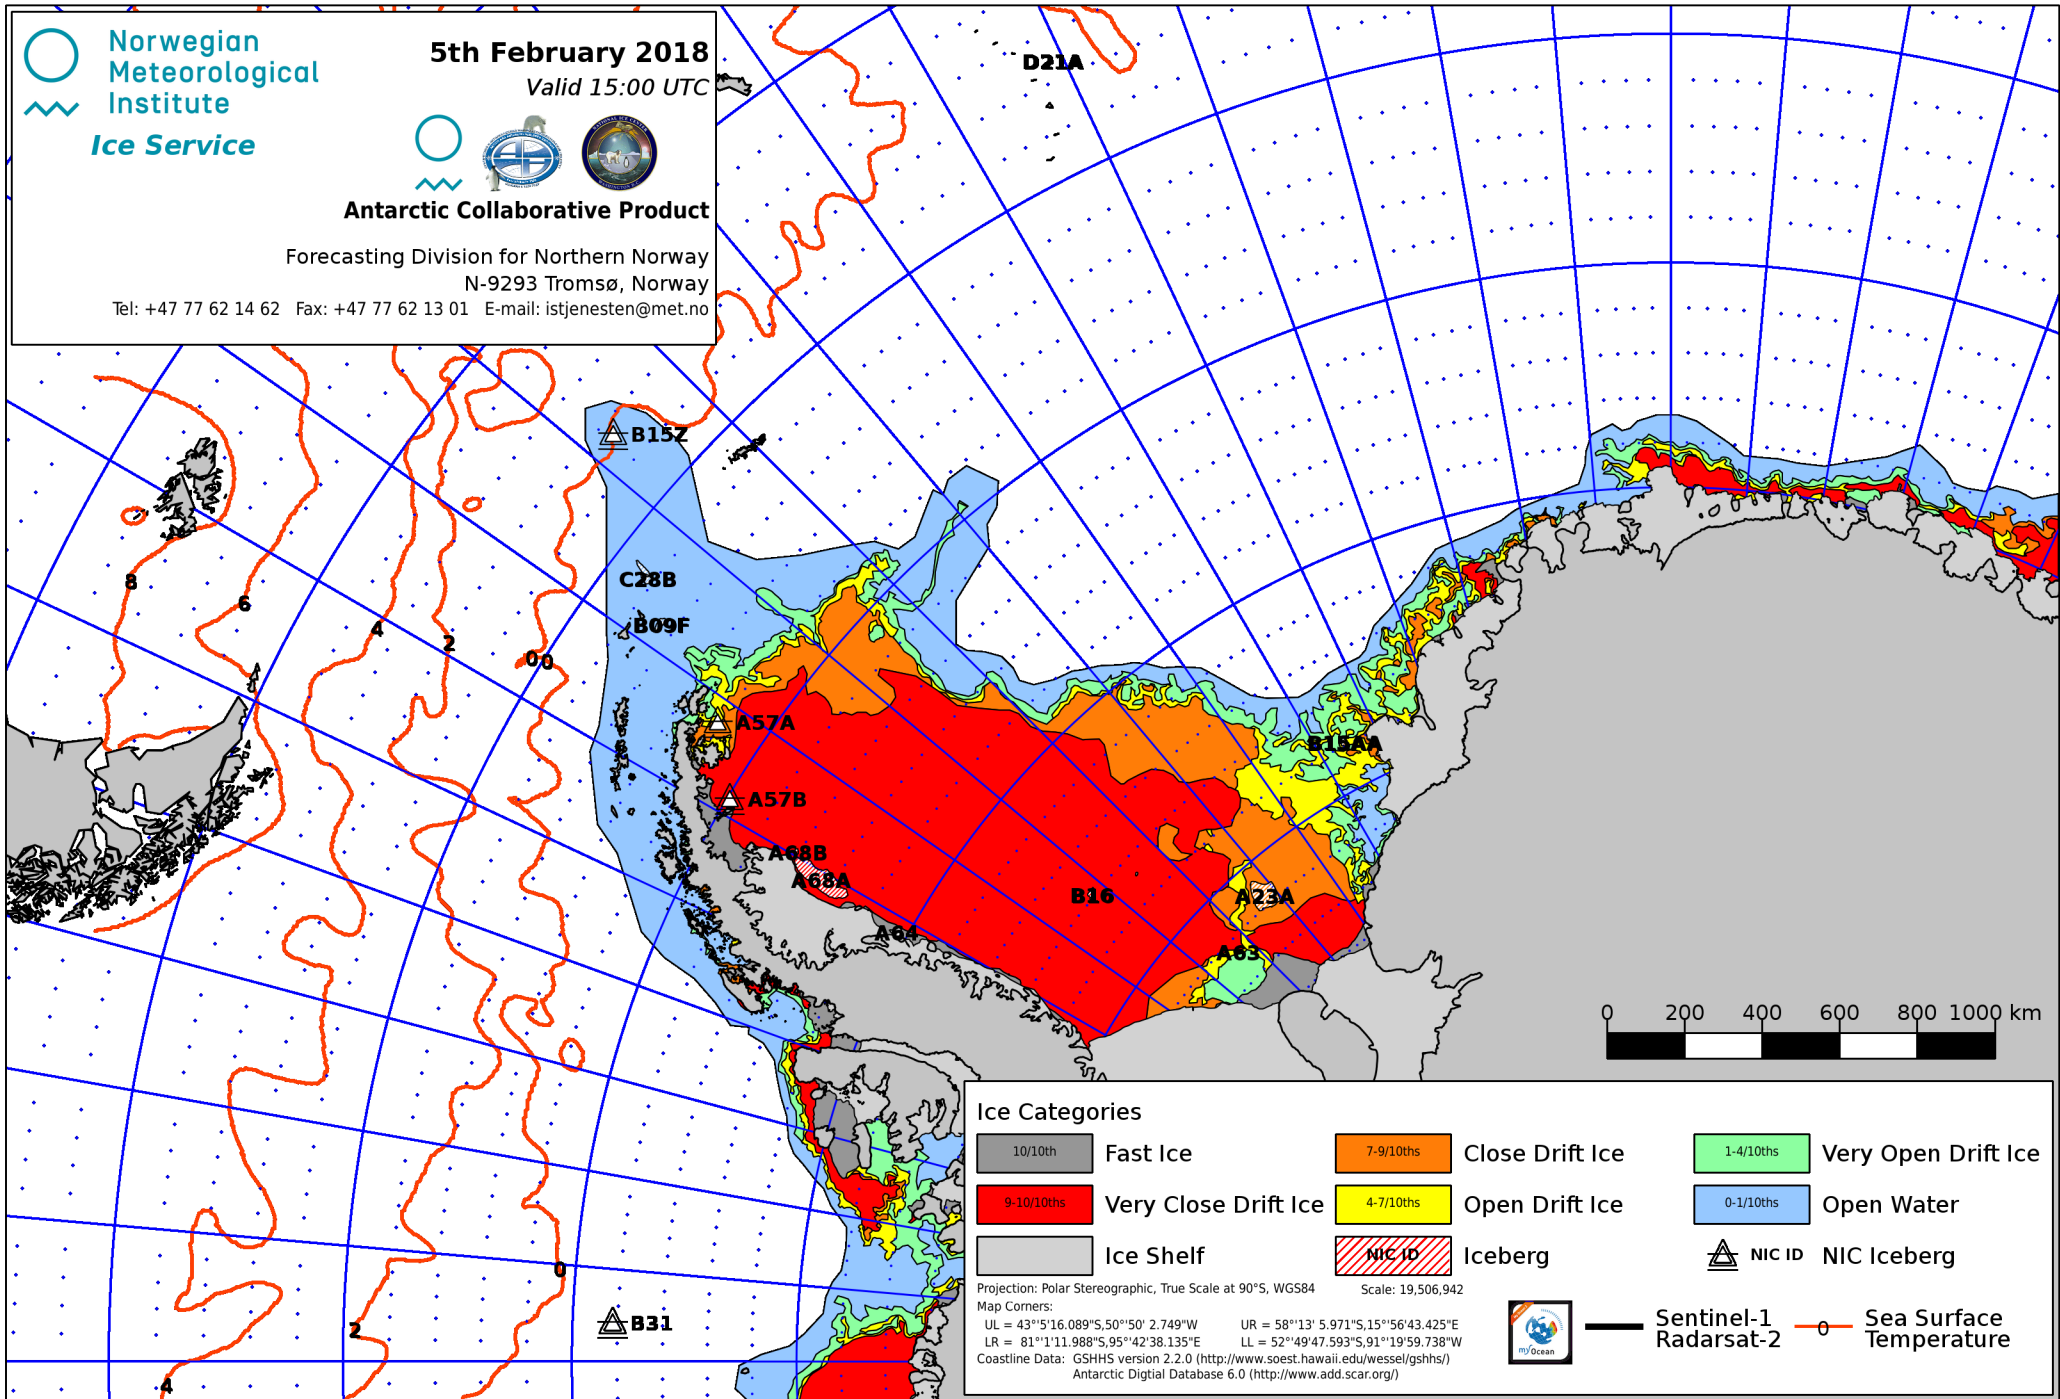 Norwegian
Meteorological
Institute
Ice Service
5th February 2018
Valid 15:00 UTC
Antarctic Collaborative Product
Forecasting Division for Northern Norway
N-9293 Tromsø, Norway
Tel: +47 77 62 14 62 Fax: +47 77 62 13 01 E-mail: istjenesten@met.no
D21A
B15Z
C28B
B09F
8
6
4
2
0 0
A57A
B15AA
A57B
A68B
A68A
B16
A23A
A64
A63
0 200 400 600 800 1000 km
0
B31
2
4
Ice Categories
10/10th Fast Ice
7-9/10ths Close Drift Ice
1-4/10ths Very Open Drift Ice
9-10/10ths Very Close Drift Ice
4-7/10ths Open Drift Ice
0-1/10ths Open Water
Ice Shelf
NIC ID Iceberg
NIC ID NIC Iceberg
Projection: Polar Stereographic, True Scale at 90°S, WGS84 Scale: 19,506,942
Map Corners:
UL = 43°'5'16.089"S,50°'50' 2.749"W UR = 58°'13' 5.971"S,15°'56'43.425"E
LR = 81°'1'11.988"S,95°'42'38.135"E LL = 52°'49'47.593"S,91°'19'59.738"W
Coastline Data: GSHHS version 2.2.0 (http://www.soest.hawaii.edu/wessel/gshhs/)
Antarctic Digtial Database 6.0 (http://www.add.scar.org/)
my Ocean
Sentinel-1
Radarsat-2
0
Sea Surface
Temperature